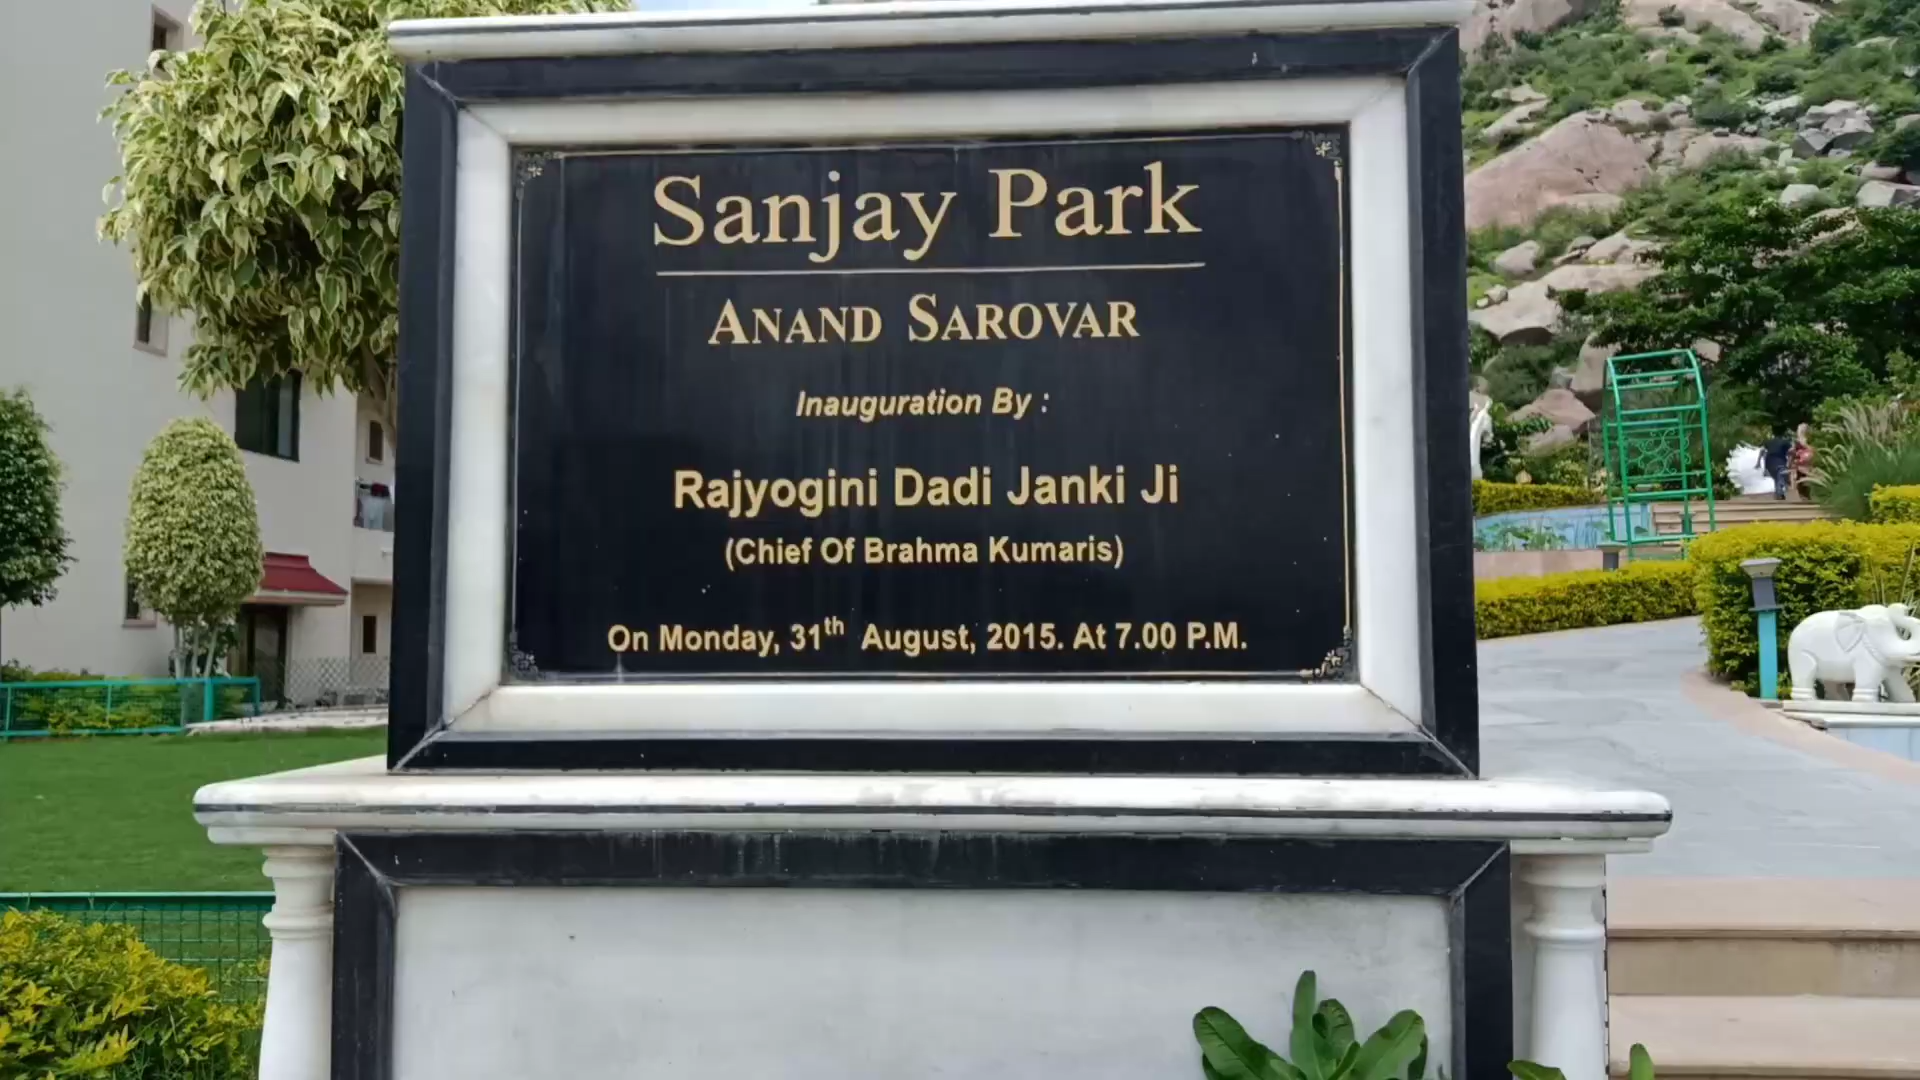 Sanjay Park
ANAND SAROVAR
Inauguration By :
Rajyogini Dadi Janki Ji
(Chief Of Brahma Kumaris)
On Monday, 31th August, 2015. At 7.00 P.M.